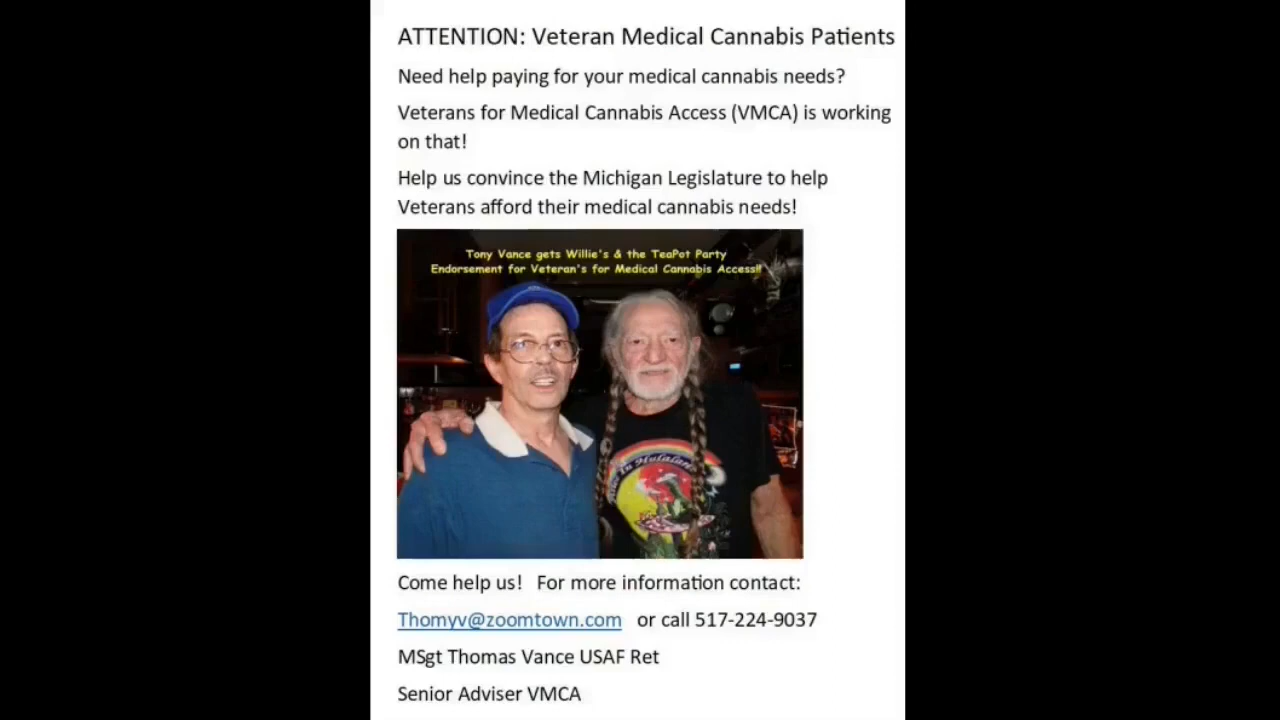 ATTENTION: Veteran Medical Cannabis Patients
Need help paying for your medical cannabis needs?
Veterans for Medical Cannabis Access (VMCA) is working
on that!
Help us convince the Michigan Legislature to help
Veterans afford their medical cannabis needs!
Tony Vance gets Willie's & the TeaPot Party
Endorsement for Veteran's for Medical Cannabis Access!!
In Hulaland
Come help us! For more information contact:
Thomyv@zoomtown.com or call 517-224-9037
MSgt Thomas Vance USAF Ret
Senior Adviser VMCA